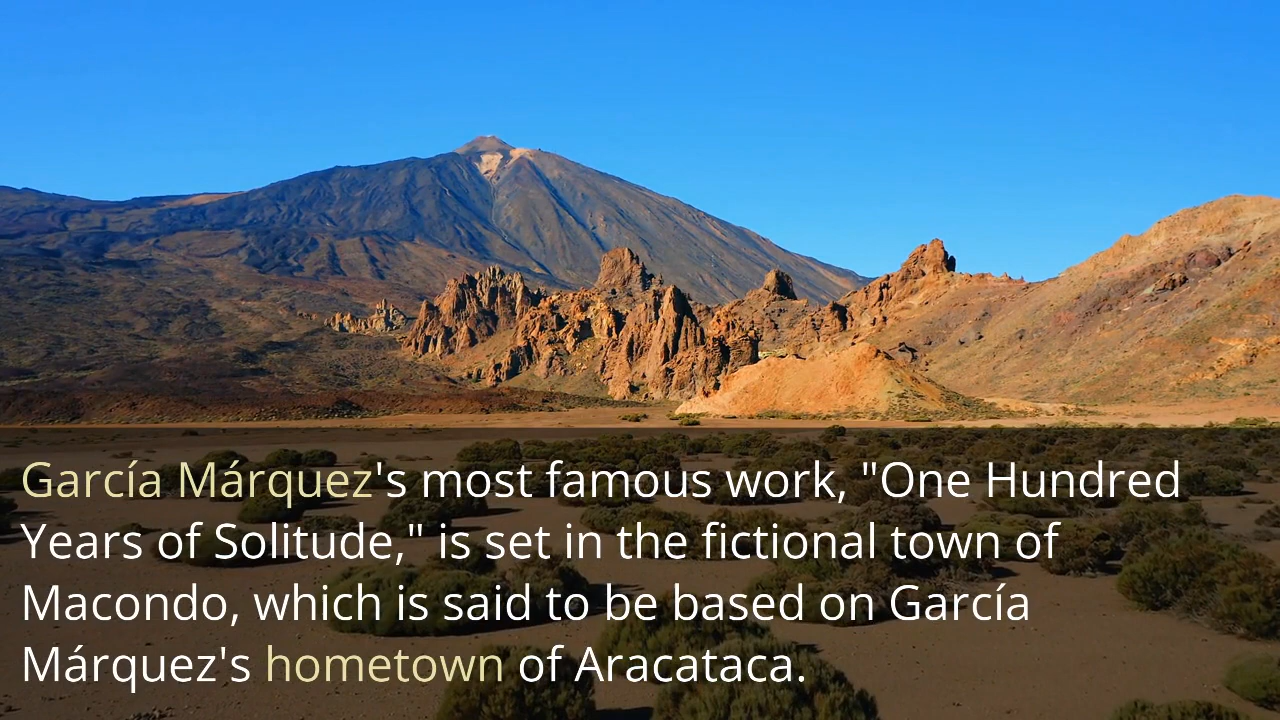 García Márquez's most famous work, "One Hundred
Years of Solitude," is set in the fictional town of
Macondo, which is said to be based on García
Márquez's hometown of Aracataca.